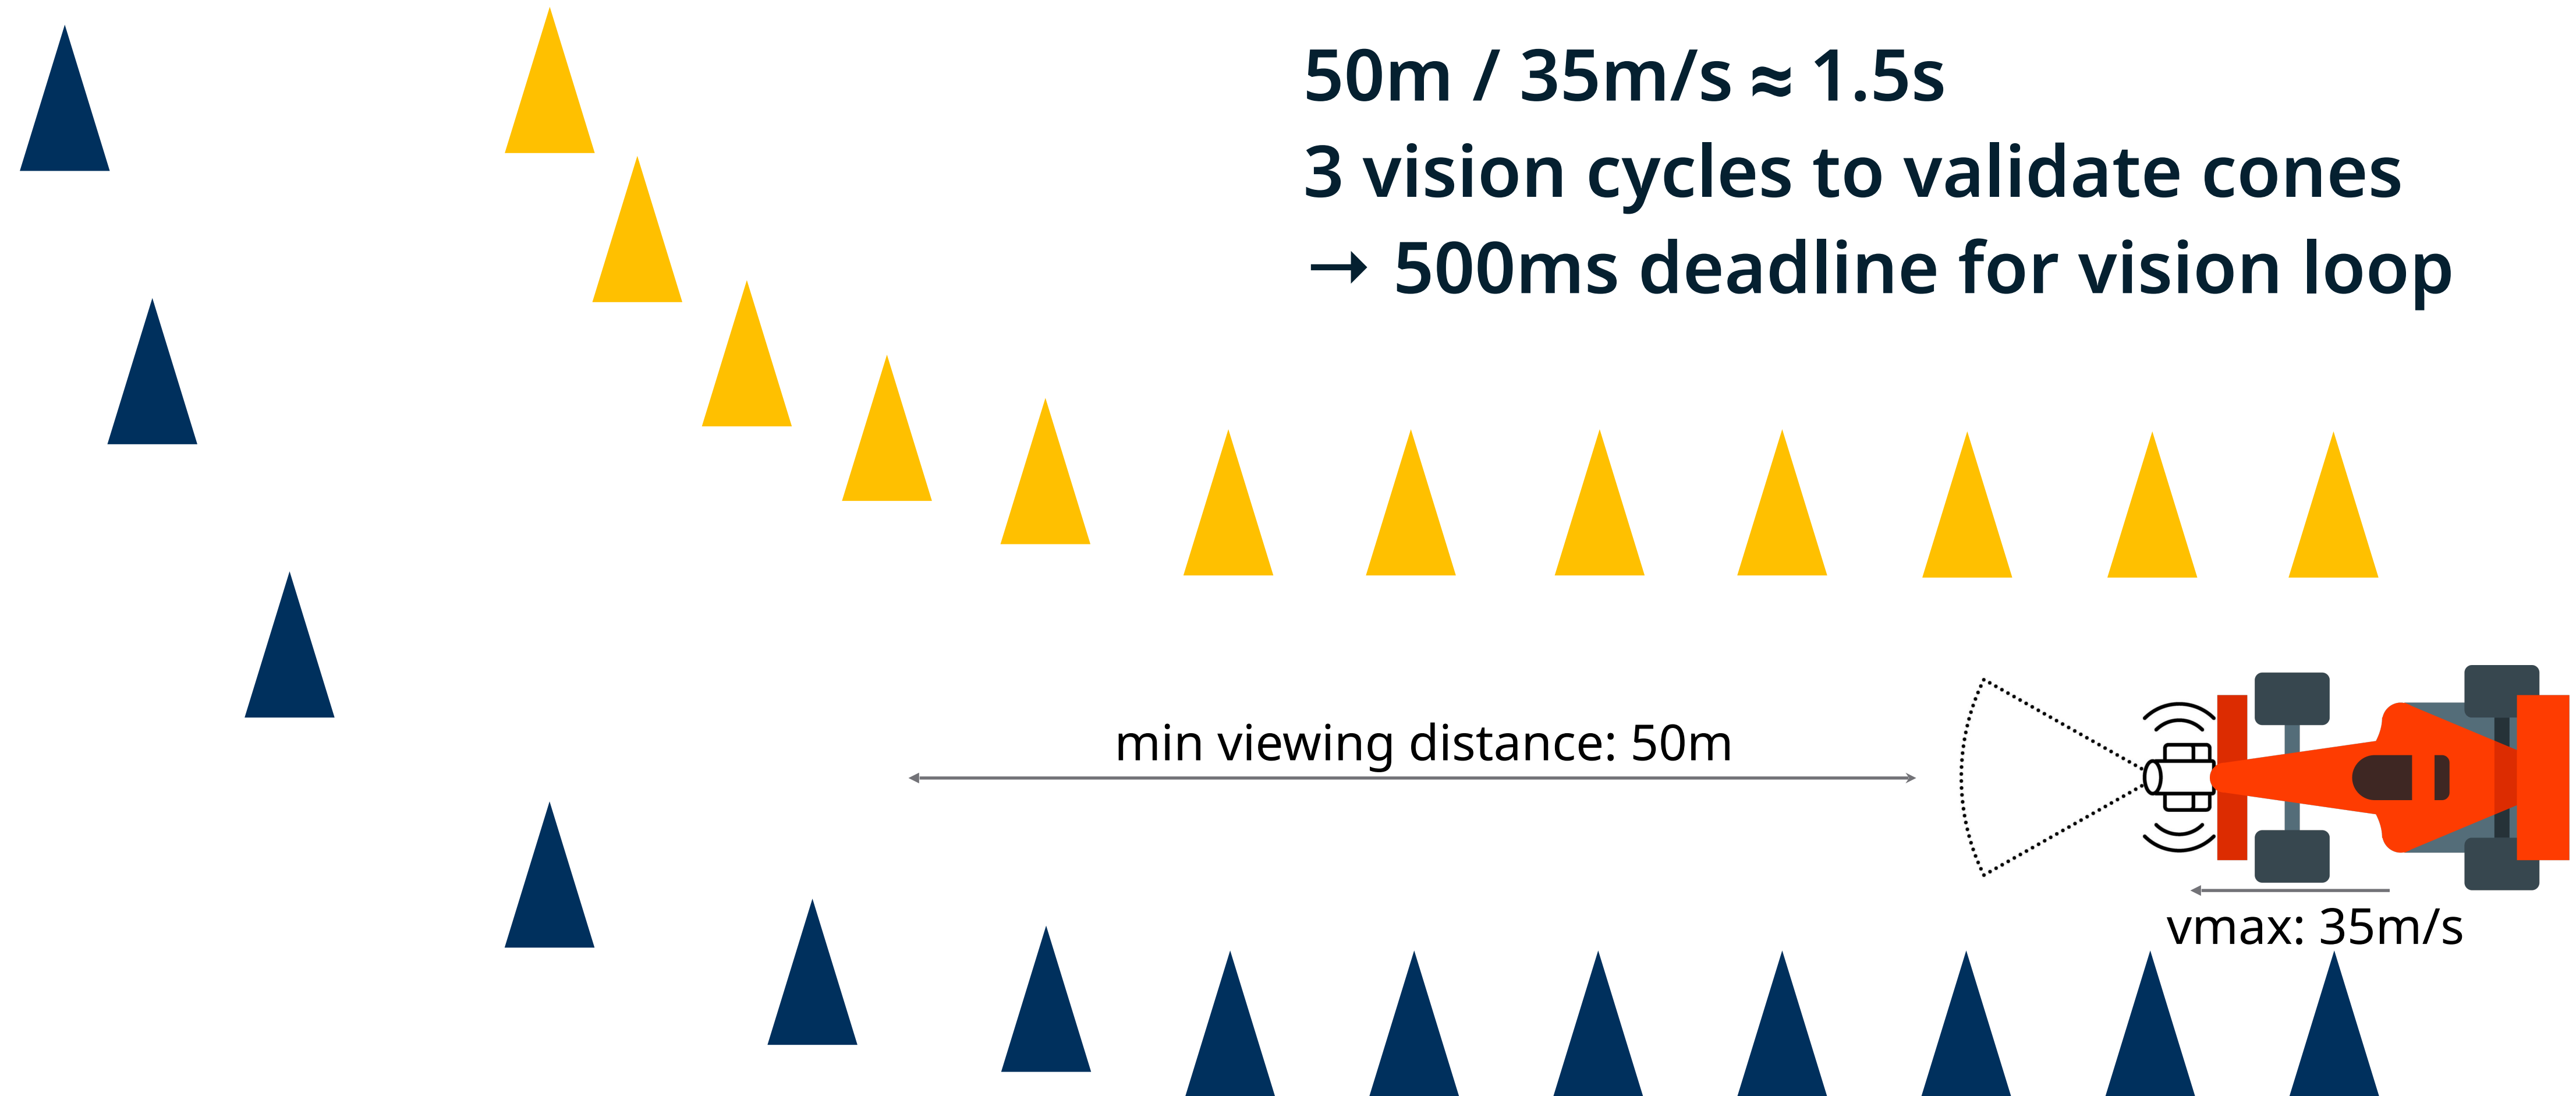 50m / 35m/s ≈ 1.5s
3 vision cycles to validate cones
→ 500ms deadline for vision loop
min viewing distance: 50m
vmax: 35m/s